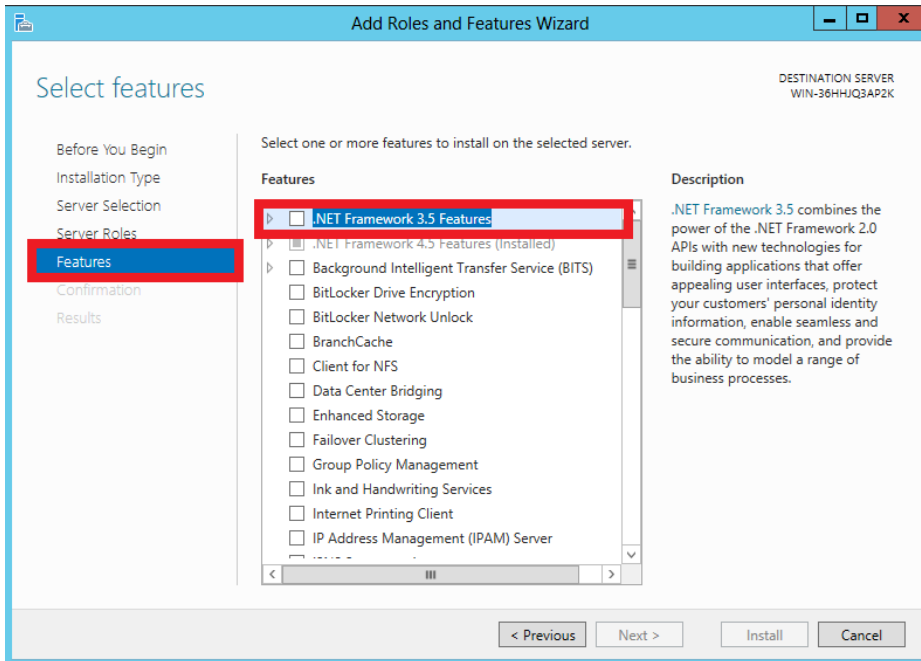 Add Roles and Features Wizard
Select features
DESTINATION SERVER
WIN-36HHJQ3AP2K
Before You Begin
Installation Type
Server Selection
Server Roles
Features
Confirmation
Results
Select one or more features to install on the selected server.
Features
.NET Framework 3.5 Features
.NET Framework 4.5 Features (Installed)
Background Intelligent Transfer Service (BITS)
BitLocker Drive Encryption
BitLocker Network Unlock
BranchCache
Client for NFS
Data Center Bridging
Enhanced Storage
Failover Clustering
Group Policy Management
Ink and Handwriting Services
Internet Printing Client
IP Address Management (IPAM) Server
Description
.NET Framework 3.5 combines the
power of the .NET Framework 2.0
APIs with new technologies for
building applications that offer
appealing user interfaces, protect
your customers' personal identity
information, enable seamless and
secure communication, and provide
the ability to model a range of
business processes.
< Previous
Next >
Install
Cancel